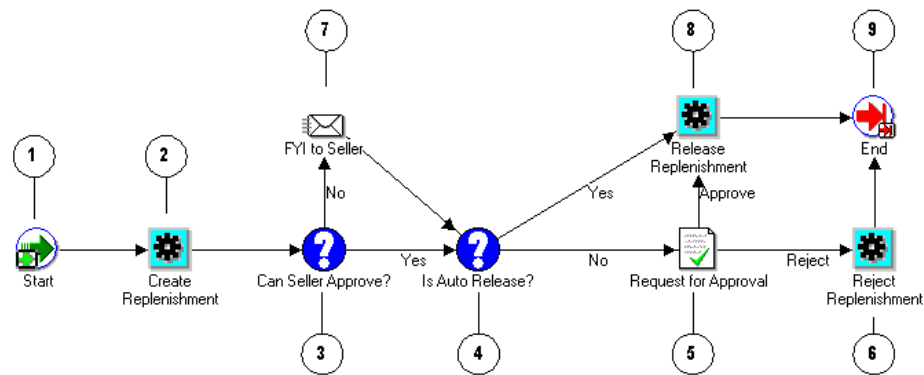 7
8
9
1
2
FYI to Seller
Release
Replenishment
End
No
Yes
Approve
Start
Create
Replenishment
Can Seller Approve?
Yes
Is Auto Release?
No
Request for Approval
Reject
Reject
Replenishment
3
4
5
6